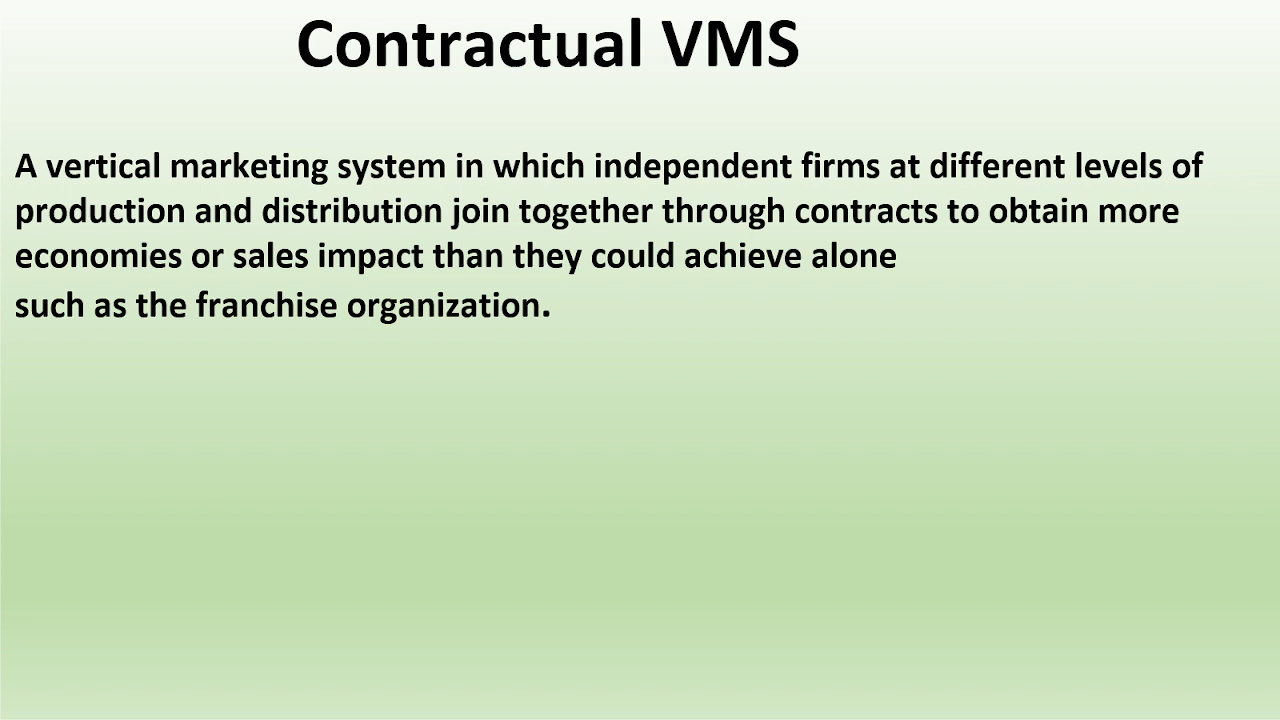 Contractual VMS
A vertical marketing system in which independent firms at different levels of
production and distribution join together through contracts to obtain more
economies or sales impact than they could achieve alone
such as the franchise organization.